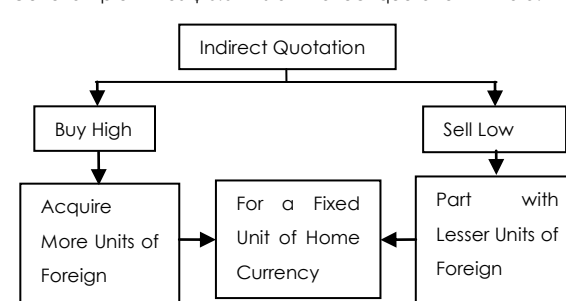 Indirect Quotation
Buy High
Sell Low
Acquire
More Units of
Foreign
For a Fixed
Unit of Home
Currency
Part with
Lesser Units of
Foreign